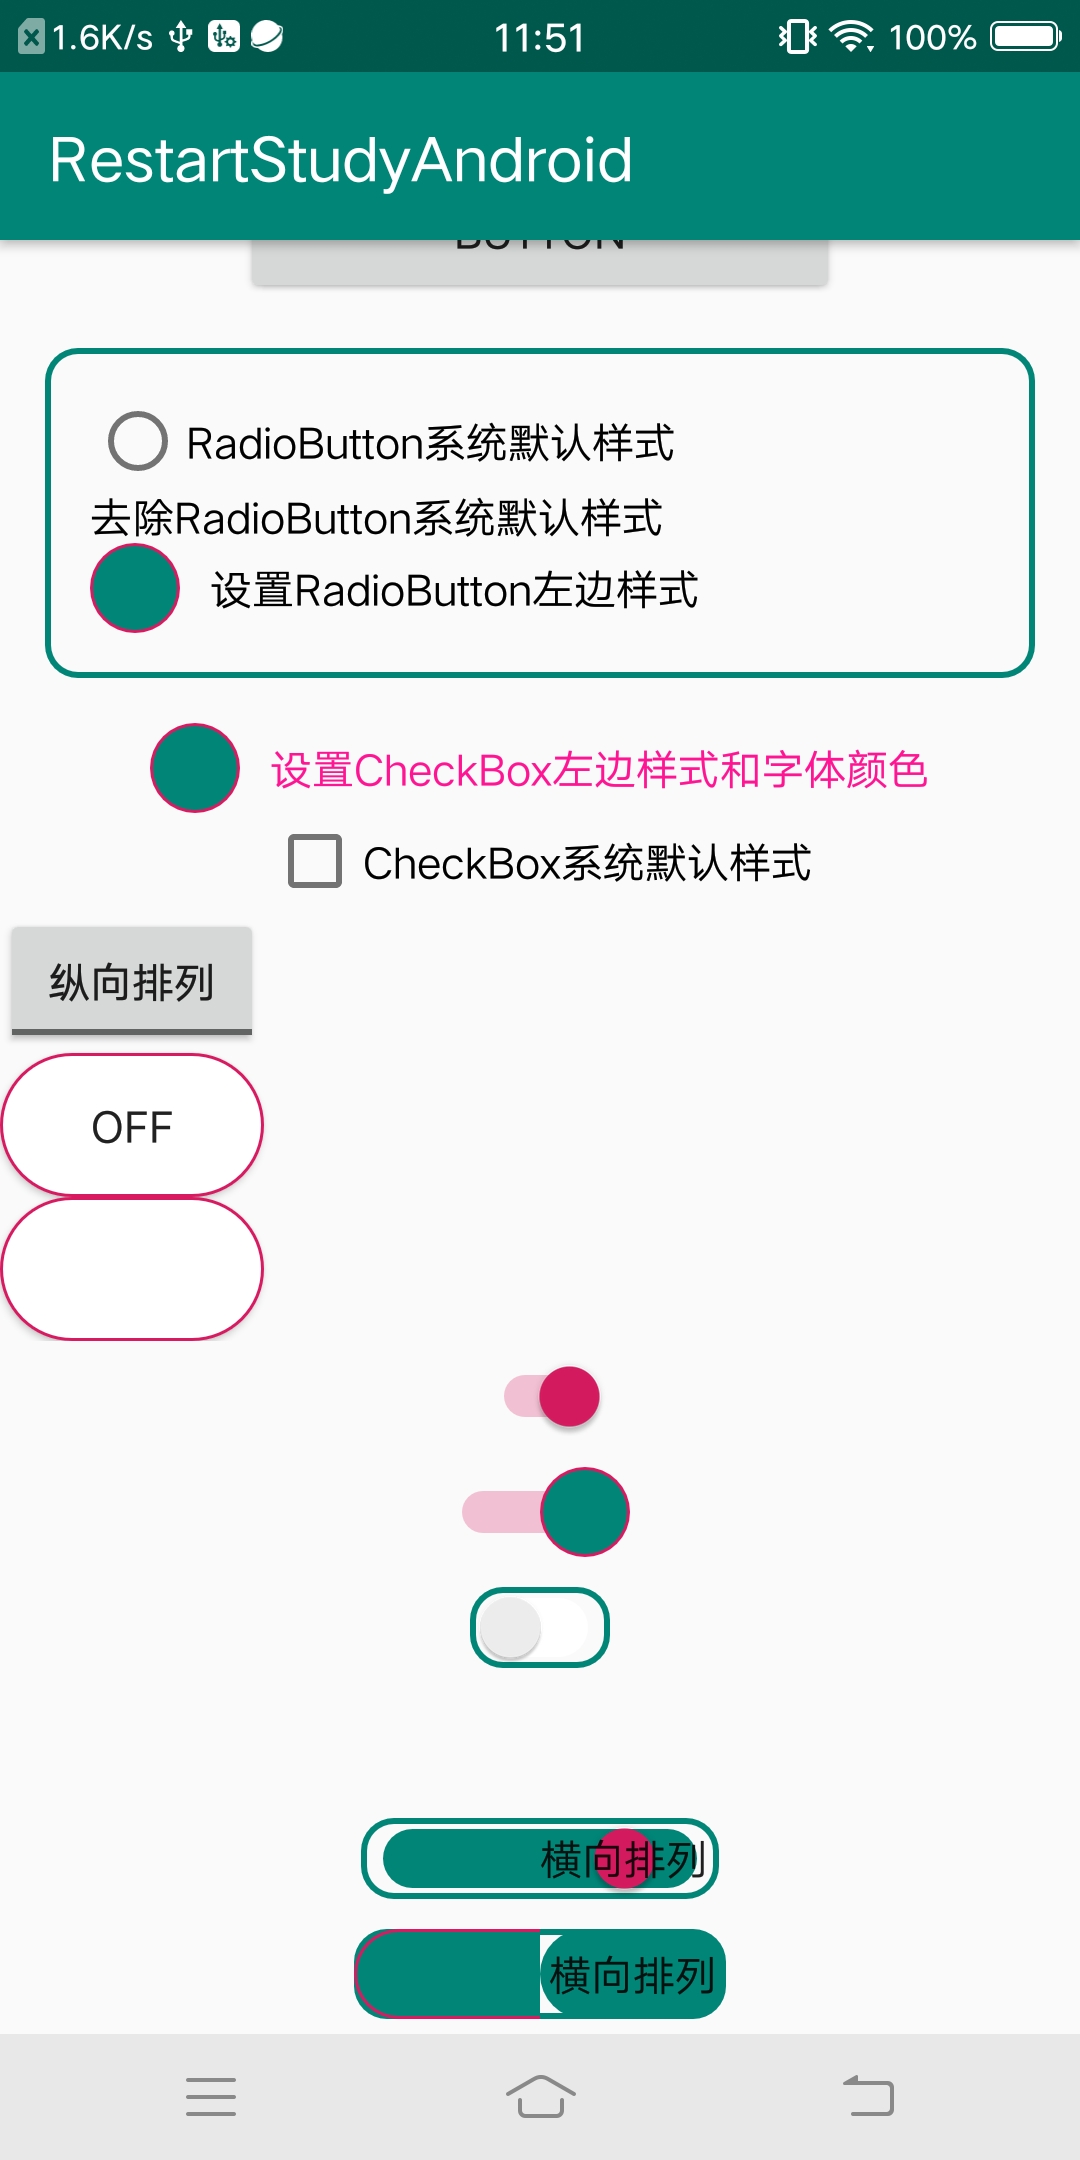 1.6K/s 11:51 100%
RestartStudyAndroid
BUTTON
RadioButton系统默认样式
去除RadioButton系统默认样式
设置RadioButton左边样式
设置CheckBox左边样式和字体颜色
CheckBox系统默认样式
纵向排列
OFF
横向排列
横向排列